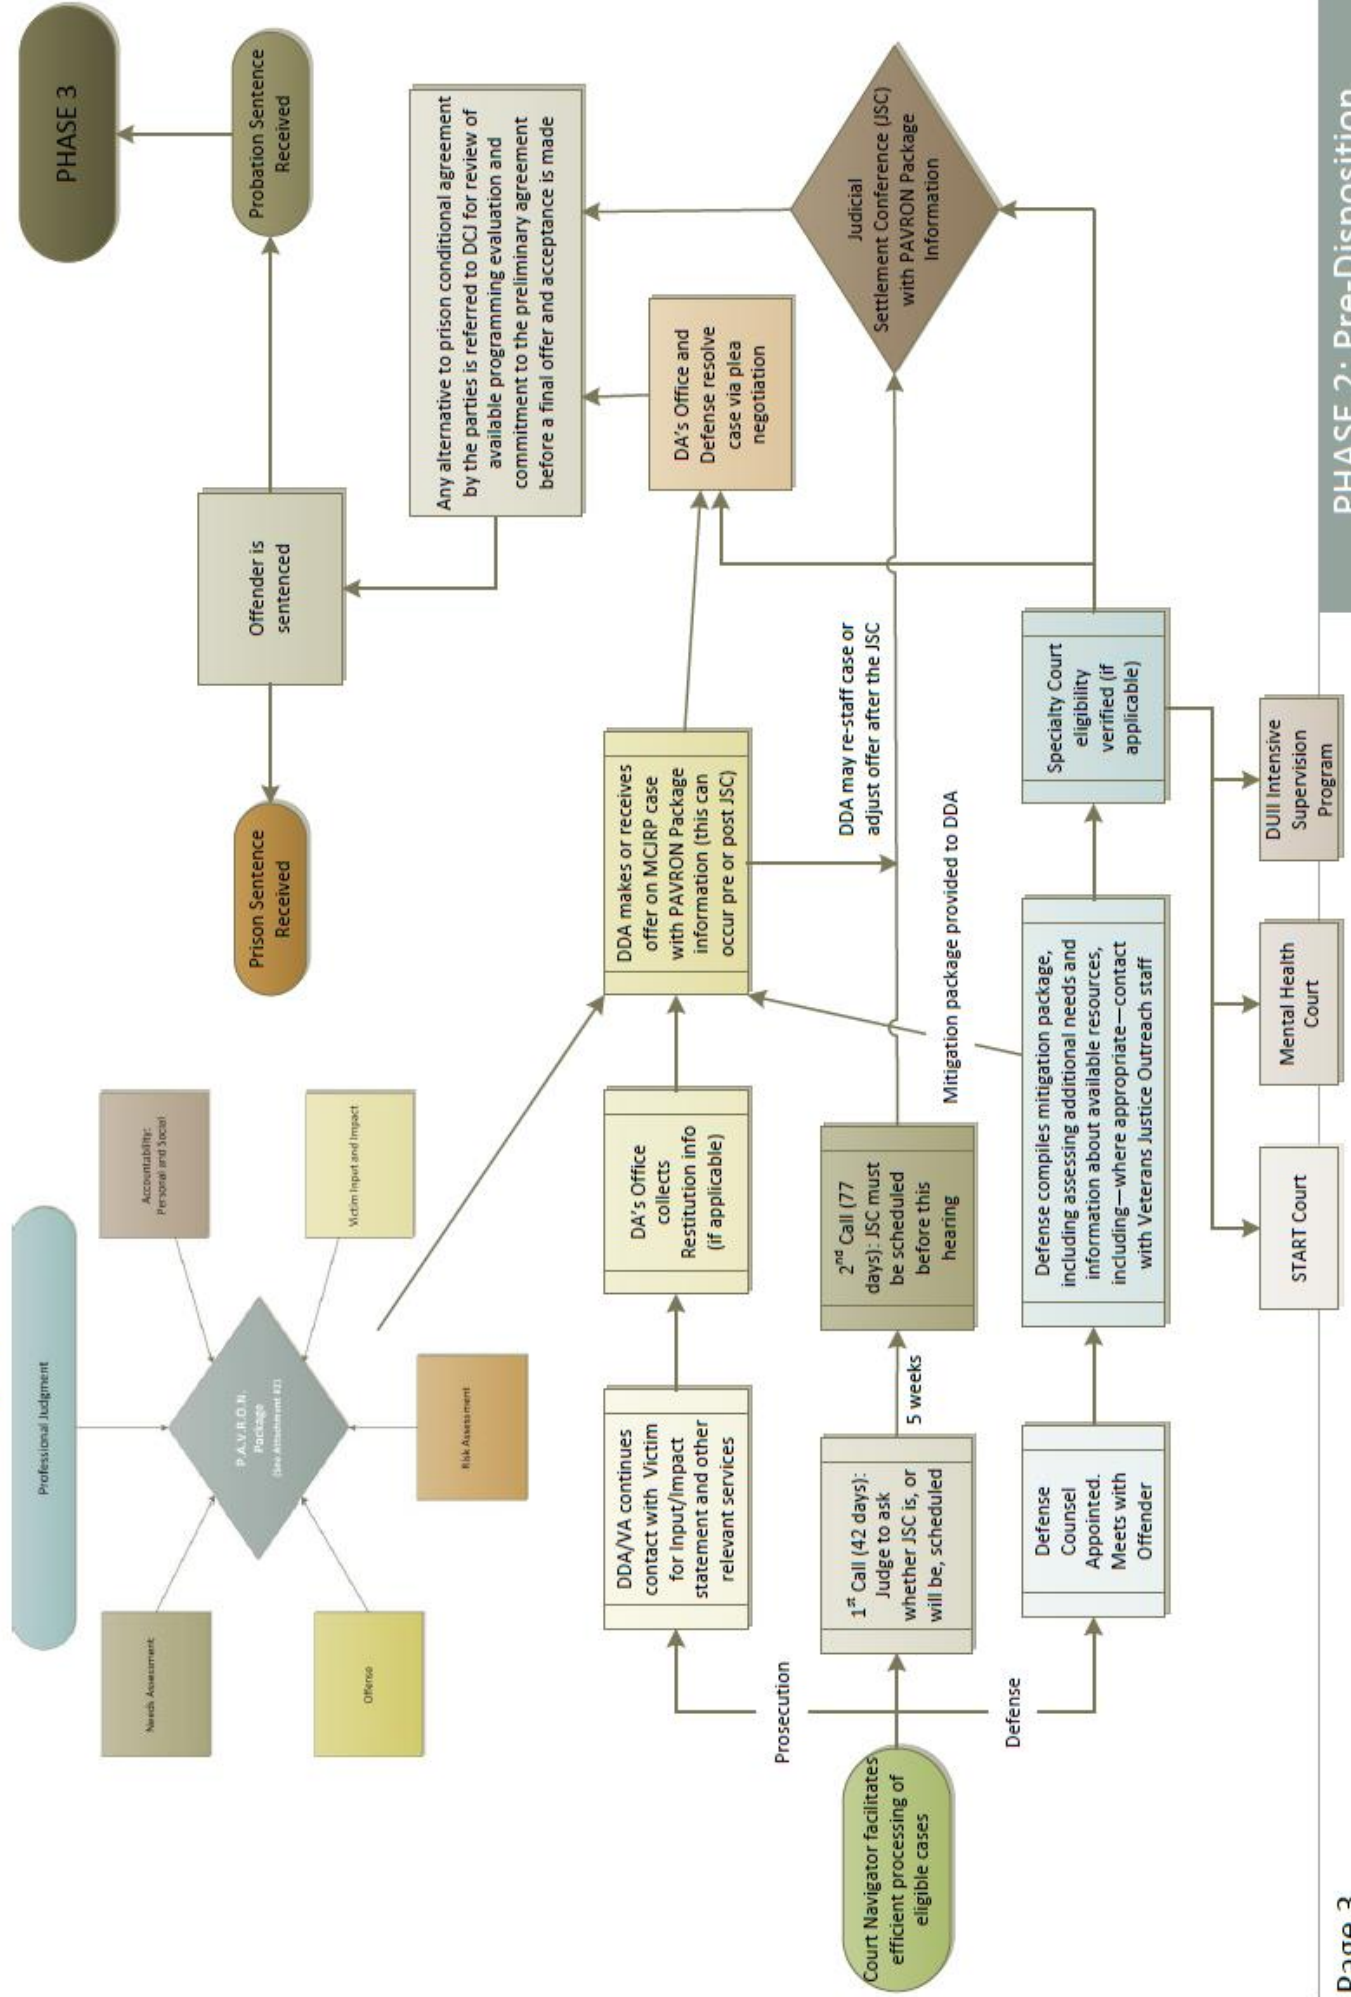 Professional Judgment
Needs Assessment
Accountability:
Personal and Social
P.A.V.R.O.N.
Package
(See Attachment #2)
Offense
Victim Input and Impact
Risk Assessment
PHASE 3
Prison Sentence
Received
Offender is
sentenced
Probation Sentence
Received
Any alternative to prison conditional agreement
by the parties is referred to DCJ for review of
available programming evaluation and
commitment to the preliminary agreement
before a final offer and acceptance is made
Prosecution
DDA/VA continues
contact with Victim
for Input/Impact
statement and other
relevant services
DA's Office
collects
Restitution info
(if applicable)
DDA makes or receives
offer on MCJRP case
with PAVRON Package
information (this can
occur pre or post JSC)
DA's Office and
Defense resolve
case via plea
negotiation
DDA may re-staff case or
adjust offer after the JSC
Court Navigator facilitates
efficient processing of
eligible cases
1st Call (42 days):
Judge to ask
whether JSC is, or
will be, scheduled
5 weeks
2nd Call (77
days): JSC must
be scheduled
before this
hearing
Judicial
Settlement Conference (JSC)
with PAVRON Package
Information
Mitigation package provided to DDA
Defense
Defense
Counsel
Appointed.
Meets with
Offender
Defense compiles mitigation package,
including assessing additional needs and
information about available resources,
including—where appropriate—contact
with Veterans Justice Outreach staff
Specialty Court
eligibility
verified (if
applicable)
START Court
Mental Health
Court
DUII Intensive
Supervision
Program
Page 3
PHASE 2: Pre-Disposition